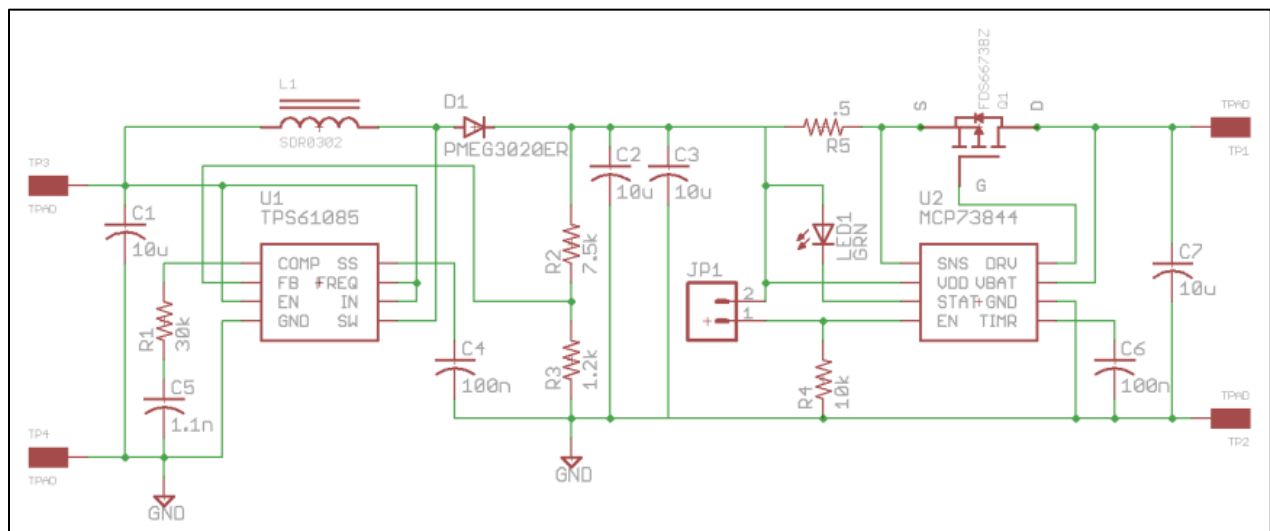 L1
SDR0302
D1
PMEG3020ER
TP3
TPAD
C1
10u
U1
TPS61085
COMP SS
FB FREQ
EN IN
GND SW
R1
30k
C5
1.1n
TP4
TPAD
GND
C4
100n
R2
7.5k
R3
1.2k
GND
C2
10u
C3
10u
.5
R5
S
FDS6673BZ
Q1
D
G
LED1
GRN
JP1
2
1
R4
10k
U2
MCP73844
SNS DRV
VDD VBAT
STAT GND
EN TIMR
C6
100n
C7
10u
TPAD
TP1
TPAD
TP2